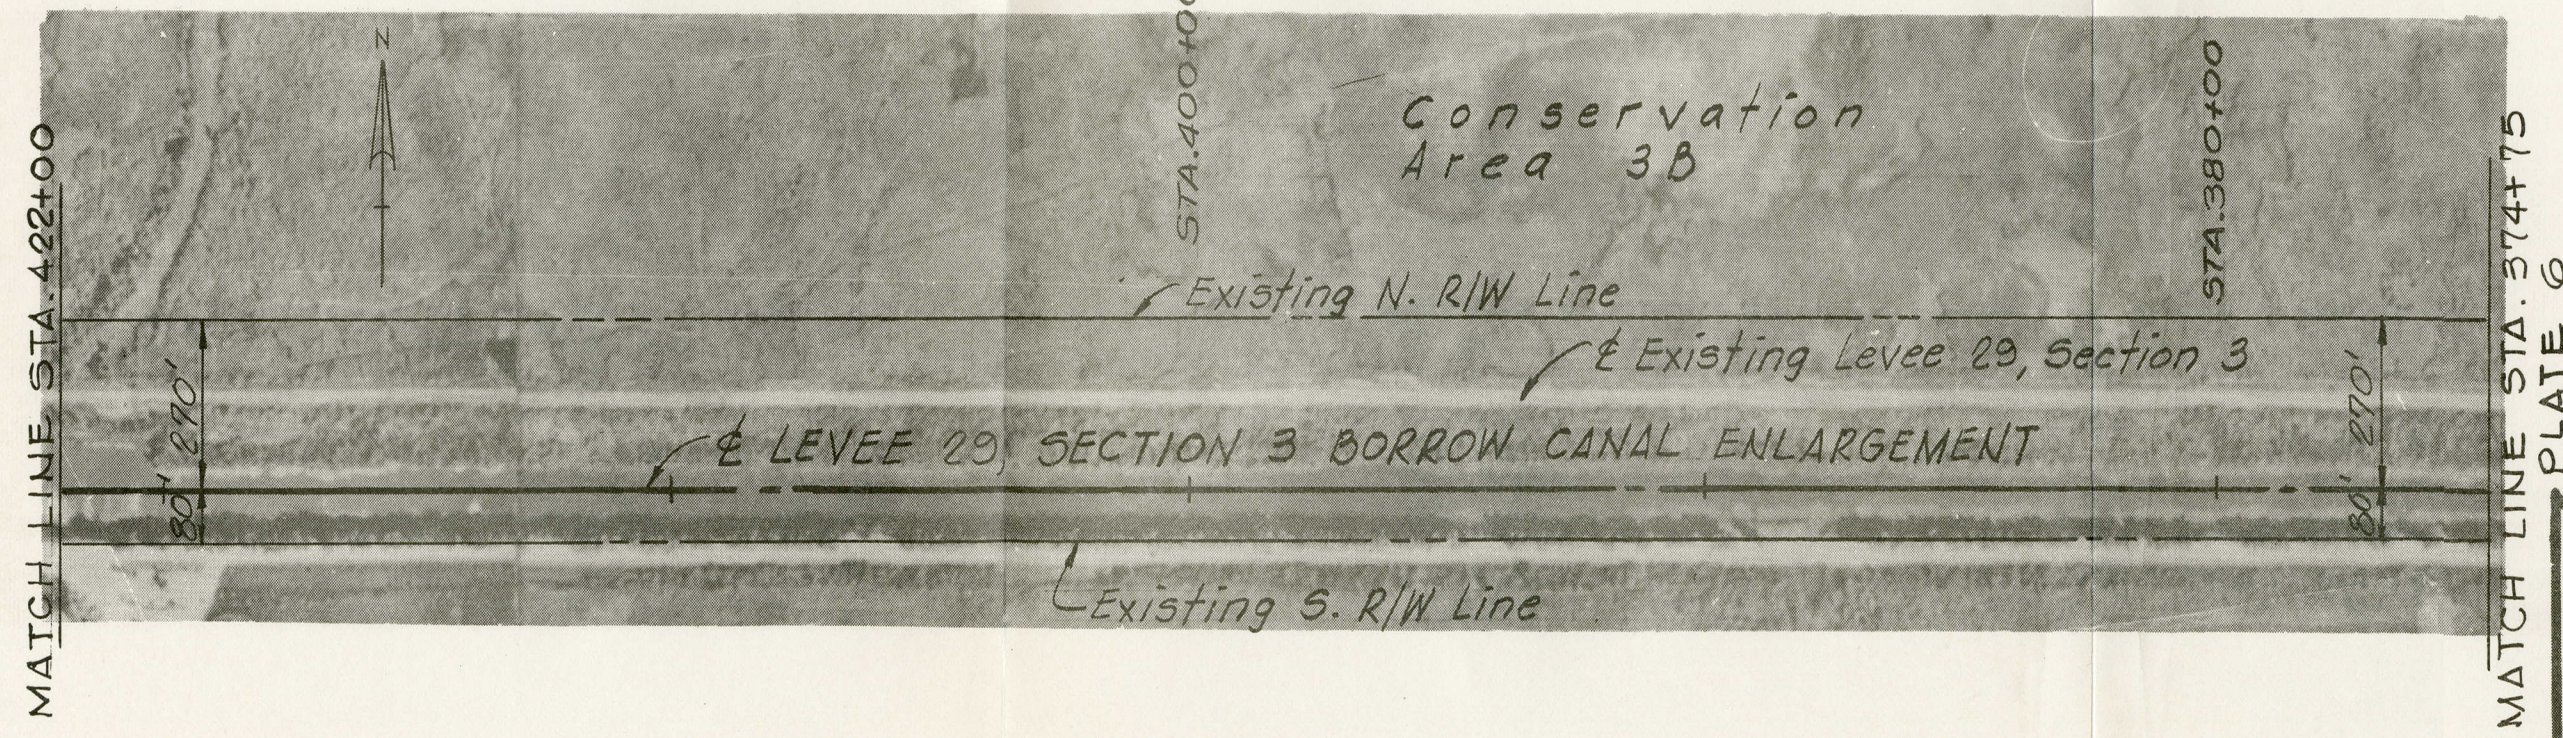 MATCH LINE STA. 422+00
N
STA. 400+00
Conservation
Area 3B
STA. 380+00
Existing N. R/W Line
℄ Existing Levee 29, Section 3
270'
270'
℄ LEVEE 29, SECTION 3 BORROW CANAL ENLARGEMENT
80'
80'
Existing S. R/W Line
MATCH LINE STA. 374+75
PLATE 6